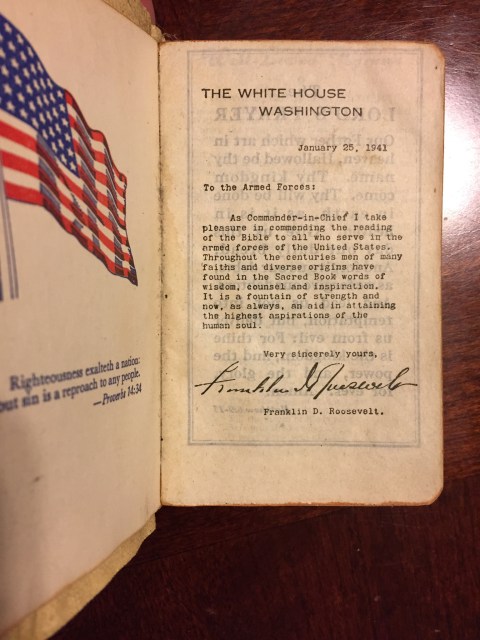 Righteousness exalteth a nation:
but sin is a reproach to any people.
—Proverbs 14:34
THE WHITE HOUSE
WASHINGTON
January 25, 1941
To the Armed Forces:
As Commander-in-Chief I take
pleasure in commending the reading
of the Bible to all who serve in the
armed forces of the United States.
Throughout the centuries men of many
faiths and diverse origins have
found in the Sacred Book words of
wisdom, counsel and inspiration.
It is a fountain of strength and
now, as always, an aid in attaining
the highest aspirations of the
human soul.
Very sincerely yours,
Franklin D Roosevelt
Franklin D. Roosevelt.